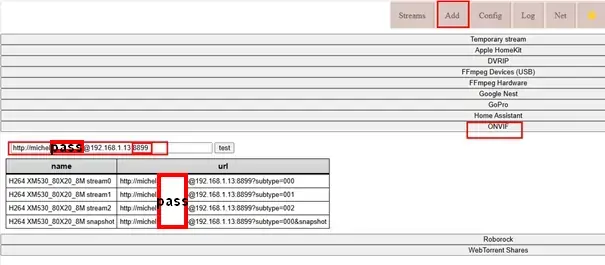 Streams Add Config Log Net
Temporary stream
Apple HomeKit
DVRIP
FFmpeg Devices (USB)
FFmpeg Hardware
Google Nest
GoPro
Home Assistant
ONVIF
http://michel pass @192.168.1.13:8899 test
name url
H264 XM530_80X20_8M stream0 http://michel @192.168.1.13:8899?subtype=000
H264 XM530_80X20_8M stream1 http://michel pass @192.168.1.13:8899?subtype=001
H264 XM530_80X20_8M stream2 http://michel @192.168.1.13:8899?subtype=002
H264 XM530_80X20_8M snapshot http://michel @192.168.1.13:8899?subtype=000&snapshot
Roborock
WebTorrent Shares